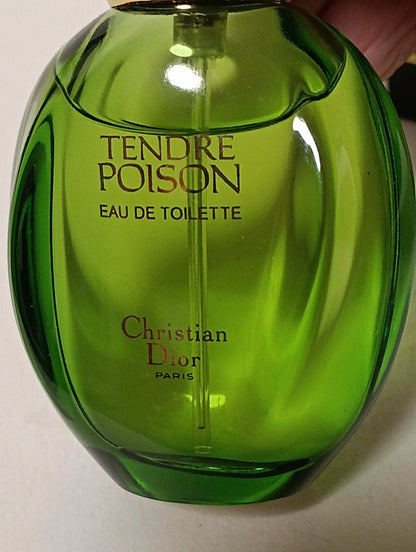 TENDRE
POISON
EAU DE TOILETTE
Christian
Dior
PARIS